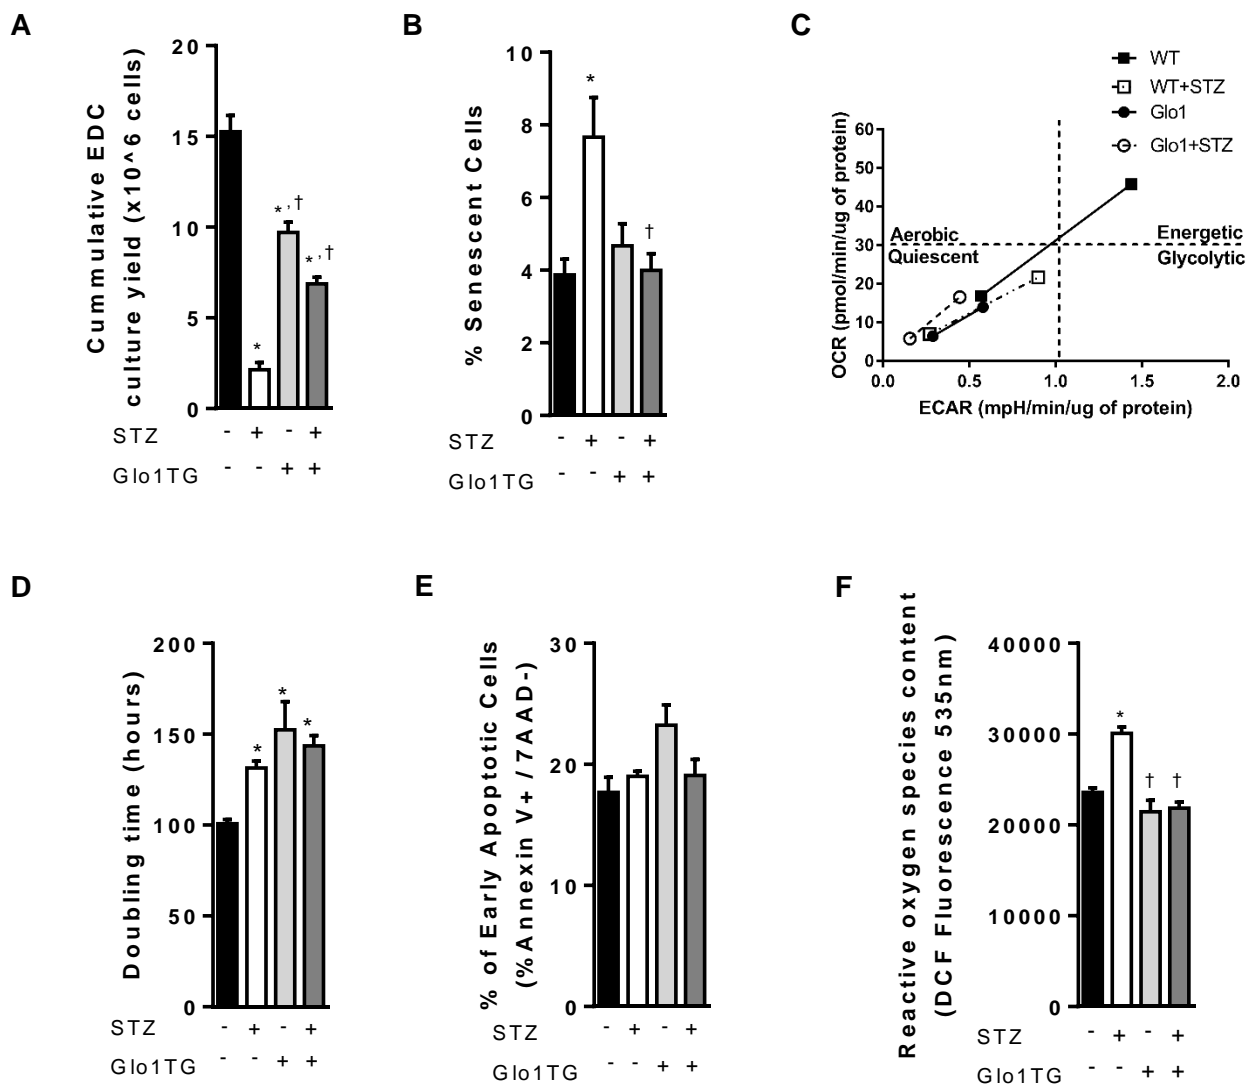 A
Cummulative EDC
culture yield (x10^6 cells)
20
15
10
5
0
*
*,†
*,†
STZ - + - +
Glo1TG - - + +
B
% Senescent Cells
10
8
6
4
2
0
*
†
STZ - + - +
Glo1TG - - + +
C
WT
WT+STZ
Glo1
Glo1+STZ
OCR (pmol/min/ug of protein)
60
50
40
30
20
10
0
Aerobic
Quiescent
Energetic
Glycolytic
0.0 0.5 1.0 1.5 2.0
ECAR (mpH/min/ug of protein)
D
Doubling time (hours)
200
150
100
50
0
*
*
*
STZ - + - +
Glo1TG - - + +
E
% of Early Apoptotic Cells
(%Annexin V+ / 7AAD-)
30
20
10
0
STZ - + - +
Glo1TG - - + +
F
Reactive oxygen species content
(DCF Fluorescence 535nm)
40000
30000
20000
10000
0
*
†
†
STZ - + - +
Glo1TG - - + +